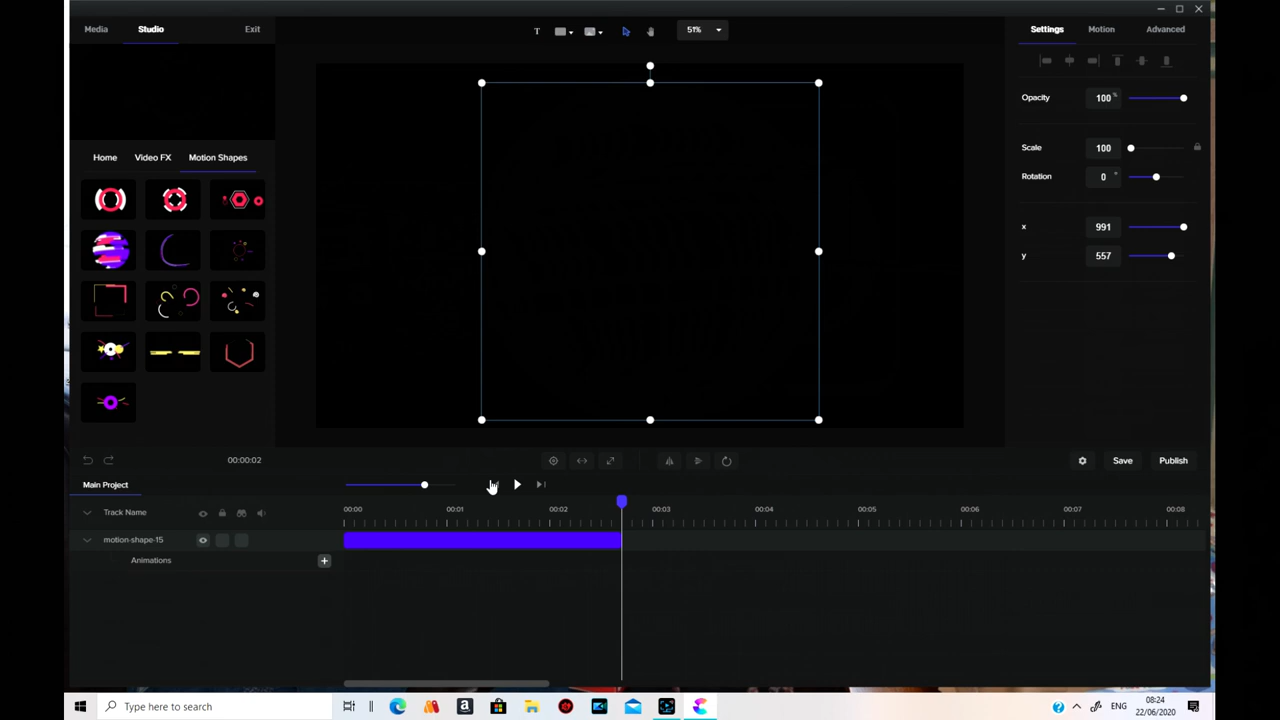 Media Studio Exit
T 51%
Settings Motion Advanced
Opacity 100 %
Scale 100
Rotation 0 °
x 991
y 557
Home Video FX Motion Shapes
00:00:02
Save Publish
Main Project
Track Name
00:00 00:01 00:02 00:03 00:04 00:05 00:06 00:07 00:08
motion-shape-15
Animations +
Type here to search
a
? ENG
08:24
22/06/2020